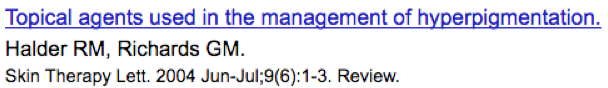 Topical agents used in the management of hyperpigmentation.
Halder RM, Richards GM.
Skin Therapy Lett. 2004 Jun-Jul;9(6):1-3. Review.